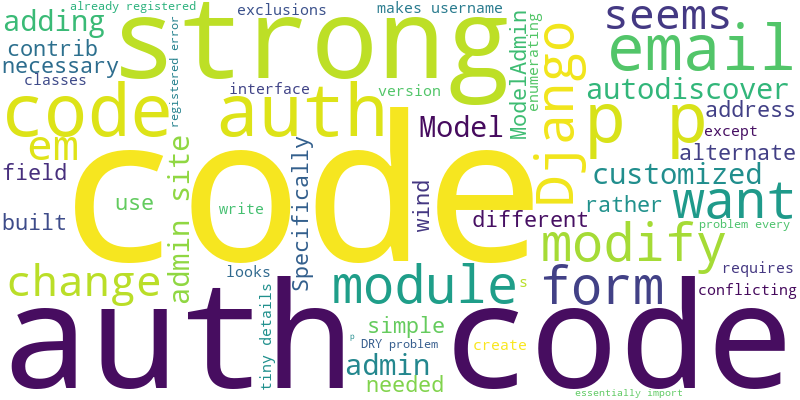 already registered
exclusions
makes username
seems
adding
strong
email
contrib
necessary
registered error
classes
interface
version
ModelAdmin
enumerating
Django
autodiscover
code auth
p p
address
Model
except
em
alternate
code
field
admin site
use
write
Specifically
wind
different
customized
rather
want
built
problem every
modify
change
looks
module
s
form
requires
conflicting
auth code
tiny details
simple
p
DRY problem
create
admin
needed
essentially import